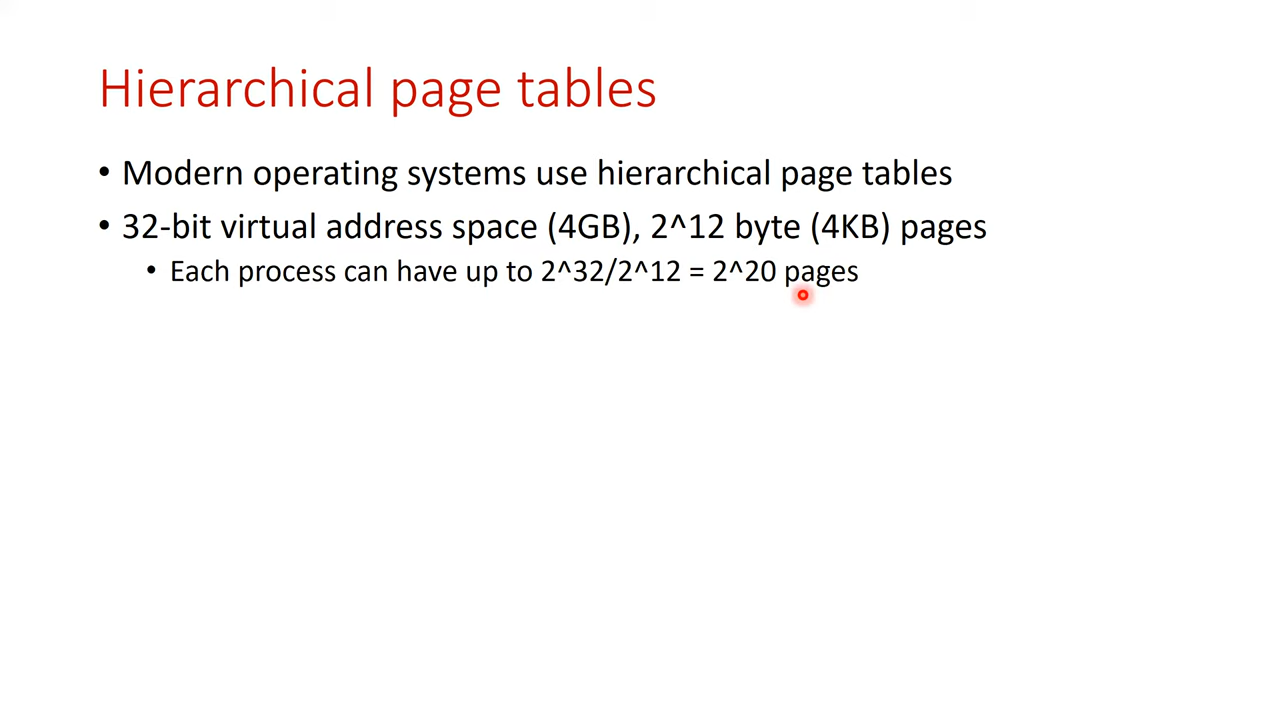 Hierarchical page tables
• Modern operating systems use hierarchical page tables
• 32-bit virtual address space (4GB), 2^12 byte (4KB) pages
• Each process can have up to 2^32/2^12 = 2^20 pages